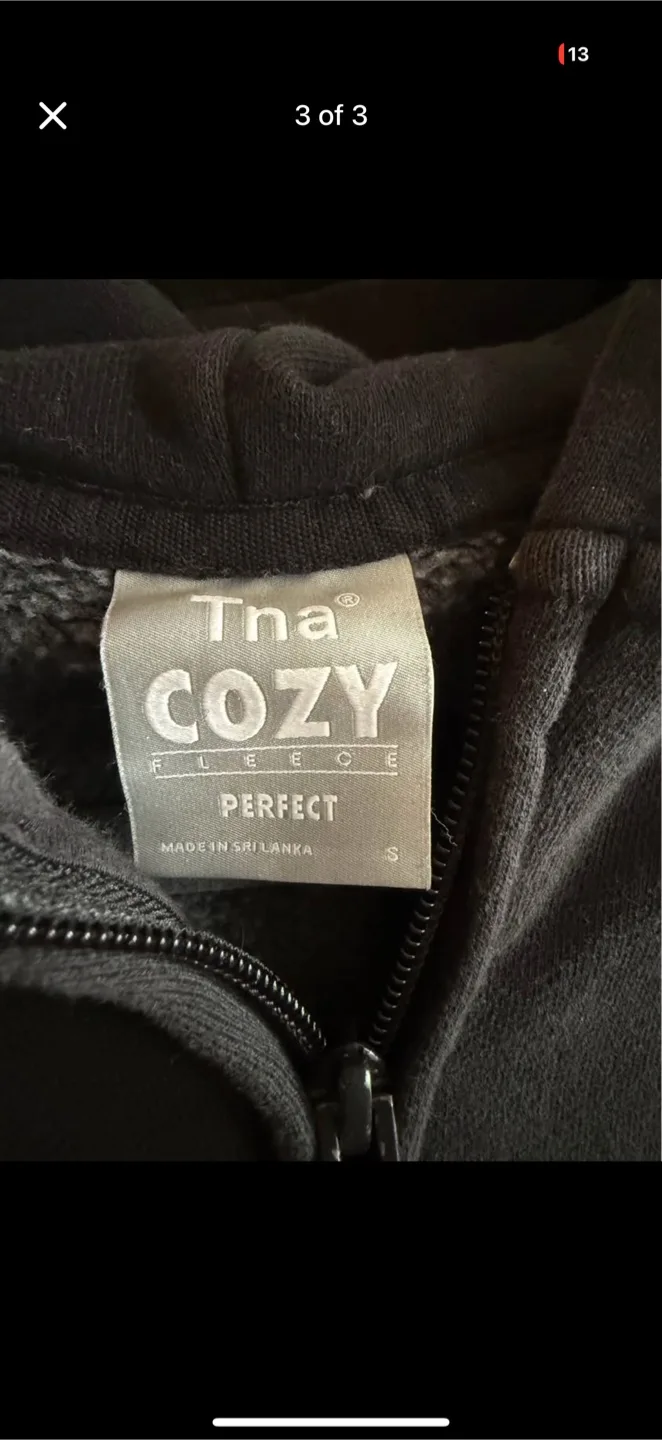 13
3 of 3
Tna®
COZY
FLEECE
PERFECT
MADE IN SRI LANKA S